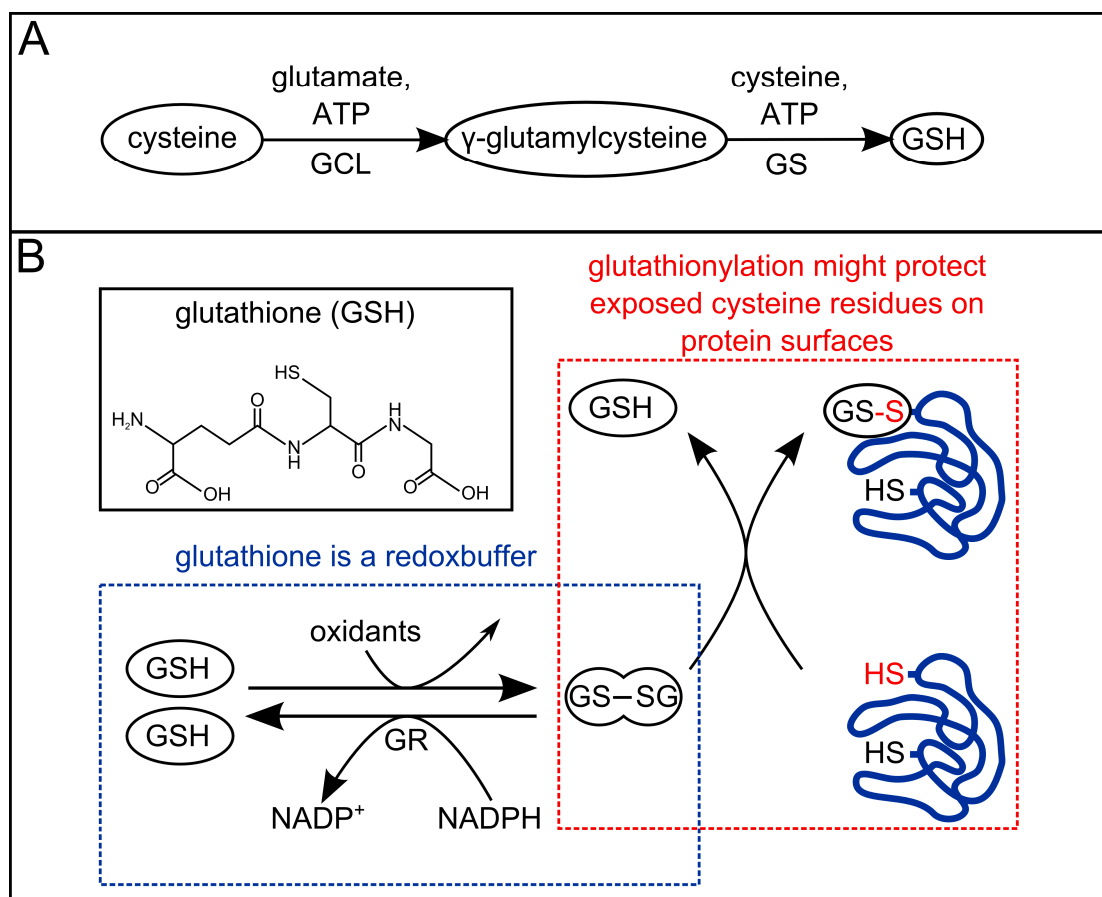 A
glutamate,
ATP
cysteine
GCL
γ-glutamylcysteine
cysteine,
ATP
GS
GSH
B
glutathione (GSH)
HS
H₂N
O
OH
O
N
H
O
H
N
O
OH
glutathionylation might protect
exposed cysteine residues on
protein surfaces
GSH
GS-S
HS
HS
HS
glutathione is a redoxbuffer
oxidants
GSH
GSH
GS–SG
GR
NADP⁺
NADPH